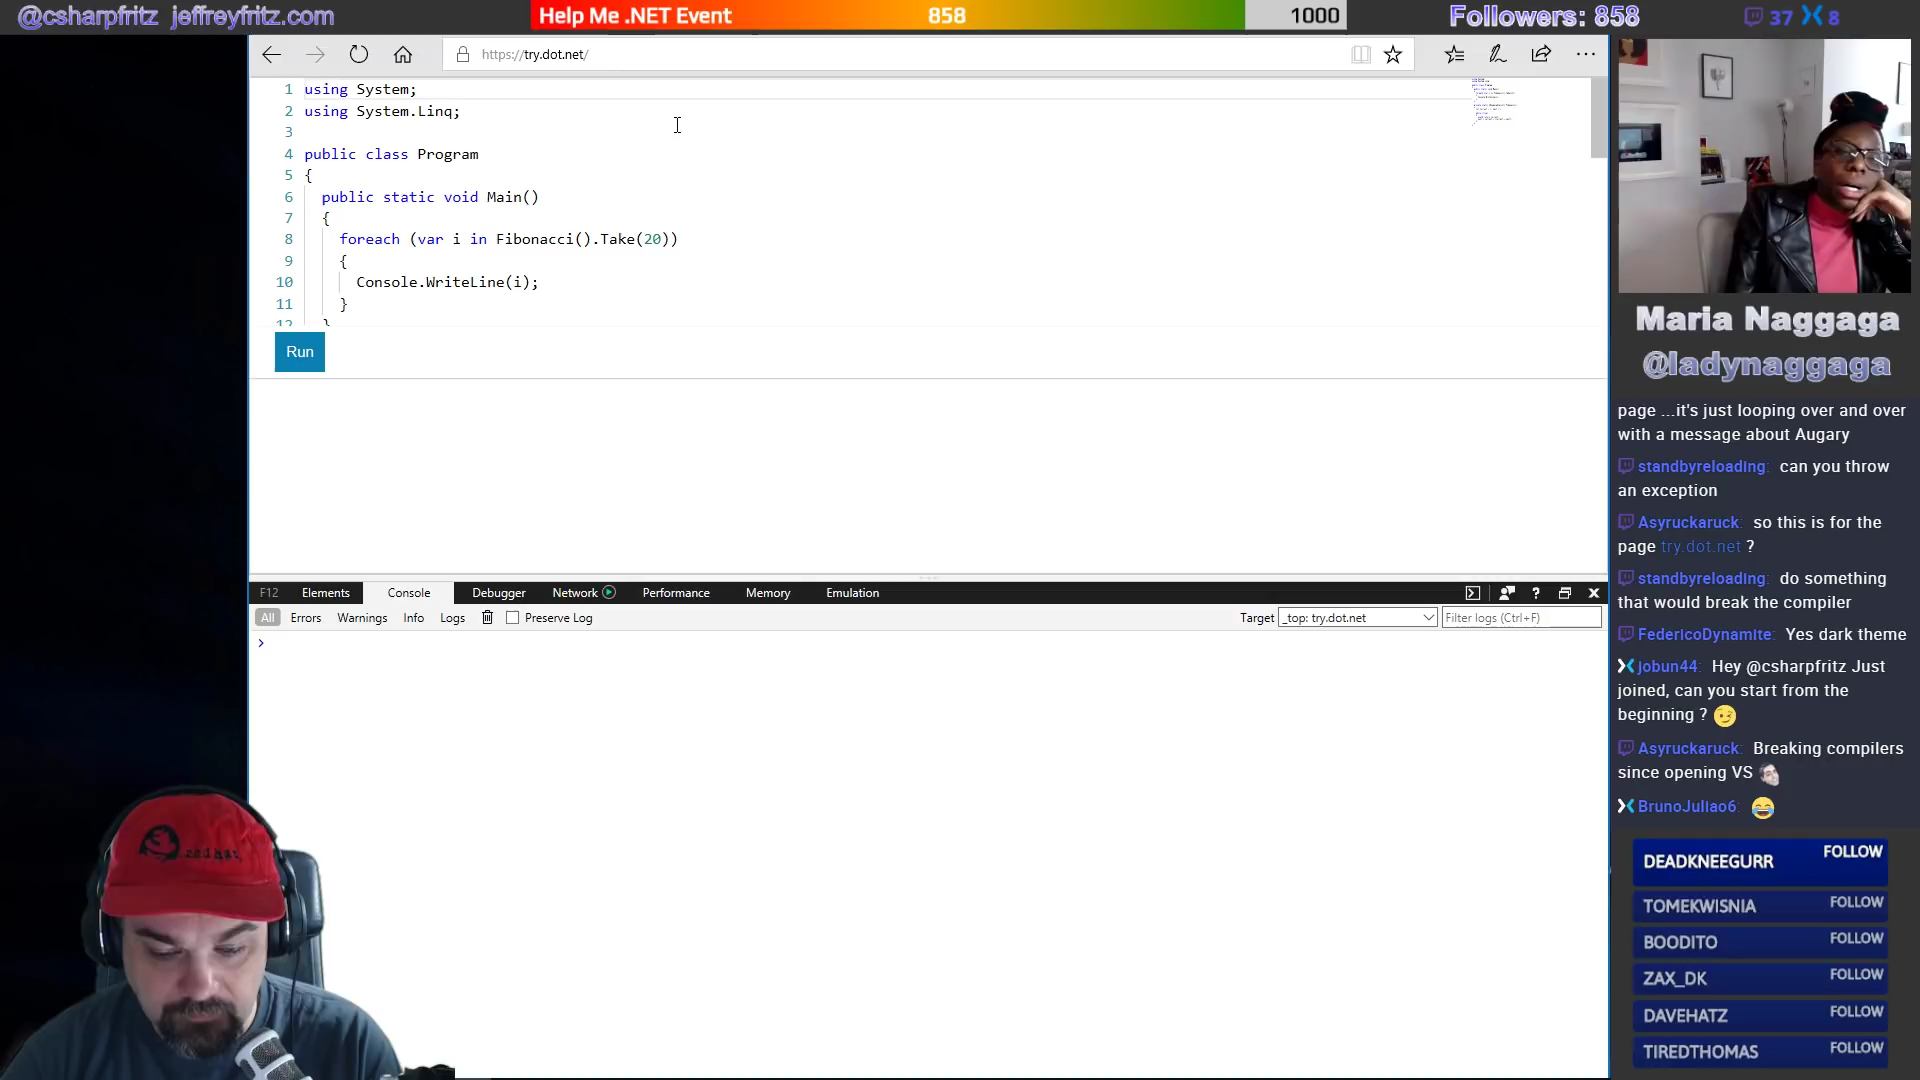 @csharpfritz jeffreyfritz.com
Help Me .NET Event 858 1000
Followers: 858
37 8
https://try.dot.net/
1 using System;
2 using System.Linq;
3
4 public class Program
5 {
6 public static void Main()
7 {
8 foreach (var i in Fibonacci().Take(20))
9 {
10 Console.WriteLine(i);
11 }
12 }
Run
F12 Elements Console Debugger Network Performance Memory Emulation
All Errors Warnings Info Logs Preserve log
Target _top: try.dot.net Filter logs (Ctrl+F)
>
redhat
Maria Naggaga
@ladynaggaga
page ...it's just looping over and over
with a message about Augary
standbyreloading: can you throw
an exception
Asyruckaruck: so this is for the
page try.dot.net ?
standbyreloading: do something
that would break the compiler
FedericoDynamite: Yes dark theme
jobun44: Hey @csharpfritz Just
joined, can you start from the
beginning ?
Asyruckaruck: Breaking compilers
since opening VS
BrunoJuliao6:
DEADKNEEGURR FOLLOW
TOMEKWISNIA FOLLOW
BOODITO FOLLOW
ZAX_DK FOLLOW
DAVEHATZ FOLLOW
TIREDTHOMAS FOLLOW